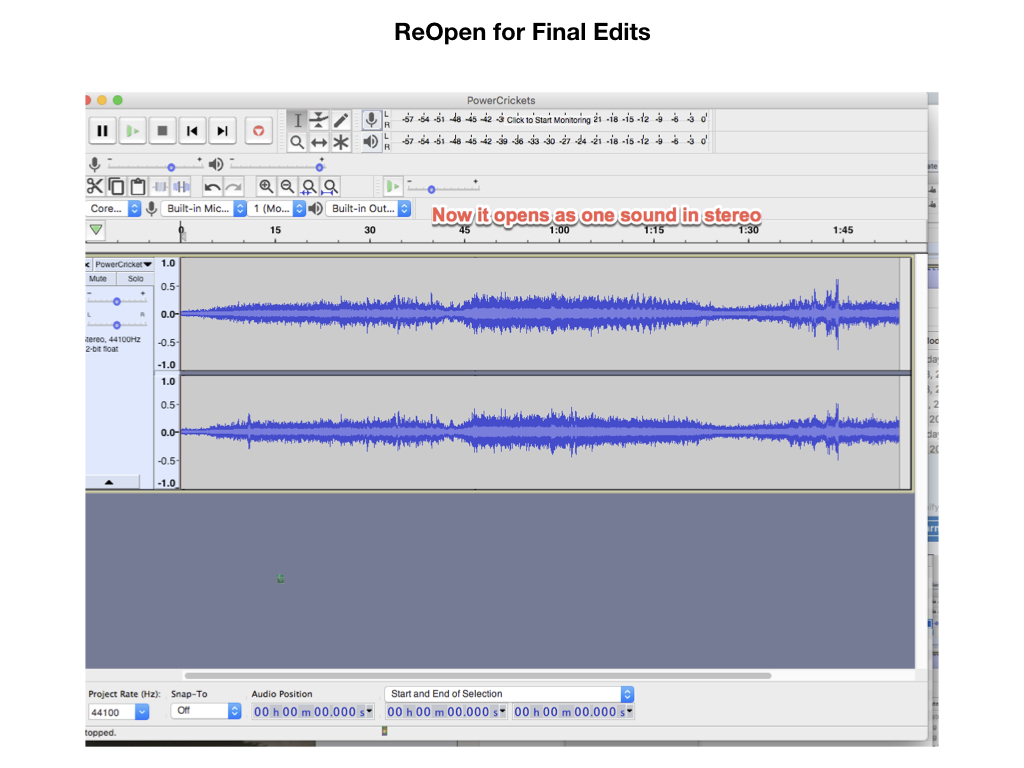 ReOpen for Final Edits
PowerCrickets
L
R
-57 -54 -51 -48 -45 -42 -3 Click to Start Monitoring 21 -18 -15 -12 -9 -6 -3 0
L
R
-57 -54 -51 -48 -45 -42 -39 -36 -33 -30 -27 -24 -21 -18 -15 -12 -9 -6 -3 0
- + - +
- +
Core... Built-in Mic... 1 (Mo... Built-in Out...
Now it opens as one sound in stereo
0 15 30 45 1:00 1:15 1:30 1:45
PowerCricket 1.0
Mute Solo
0.5
- +
L R
0.0
tereo, 44100Hz
-0.5
2-bit float
-1.0
1.0
0.5
0.0
-0.5
-1.0
Project Rate (Hz): Snap-To Audio Position Start and End of Selection
44100 Off 00 h 00 m 00.000 s 00 h 00 m 00.000 s 00 h 00 m 00.000 s
topped.